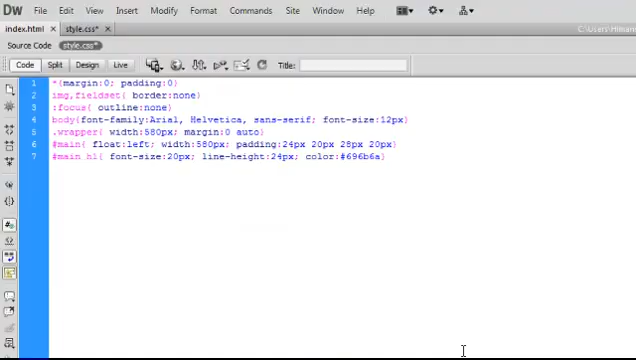 Dw File Edit View Insert Modify Format Commands Site Window Help
index.html × style.css* ×
C:\Users\Himan
Source Code style.css*
Code Split Design Live Title:
1 *{margin:0; padding:0}
2 img,fieldset{ border:none}
3 :focus{ outline:none}
4 body{font-family:Arial, Helvetica, sans-serif; font-size:12px}
5 .wrapper{ width:580px; margin:0 auto}
6 #main{ float:left; width:580px; padding:24px 20px 28px 20px}
7 #main h1{ font-size:20px; line-height:24px; color:#696b6a}